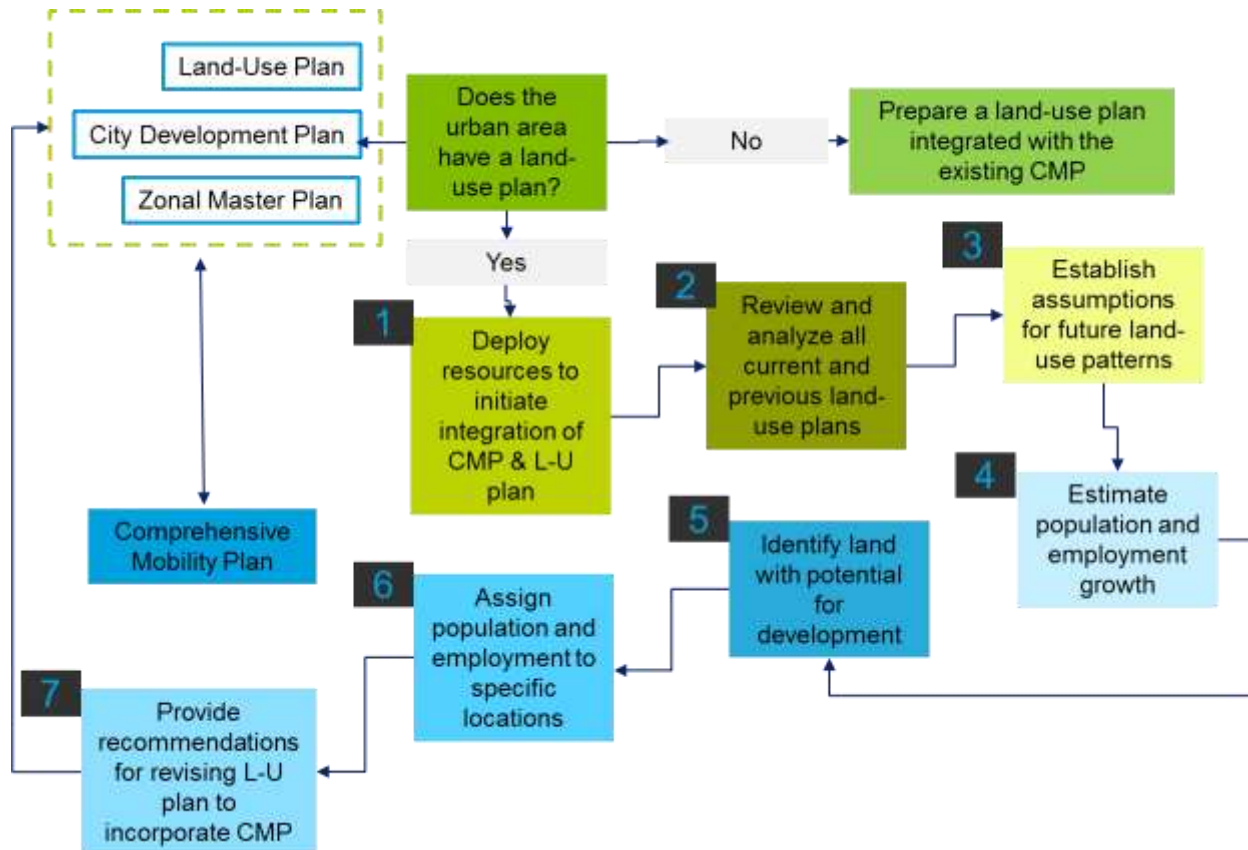 Land-Use Plan
City Development Plan
Zonal Master Plan
Does the
urban area
have a land-
use plan?
No
Prepare a land-use plan
integrated with the
existing CMP
Yes
1
Deploy
resources to
initiate
integration of
CMP & L-U
plan
2
Review and
analyze all
current and
previous land-
use plans
3
Establish
assumptions
for future land-
use patterns
4
Estimate
population and
employment
growth
5
Identify land
with potential
for
development
6
Assign
population and
employment to
specific
locations
7
Provide
recommendations
for revising L-U
plan to
incorporate CMP
Comprehensive
Mobility Plan